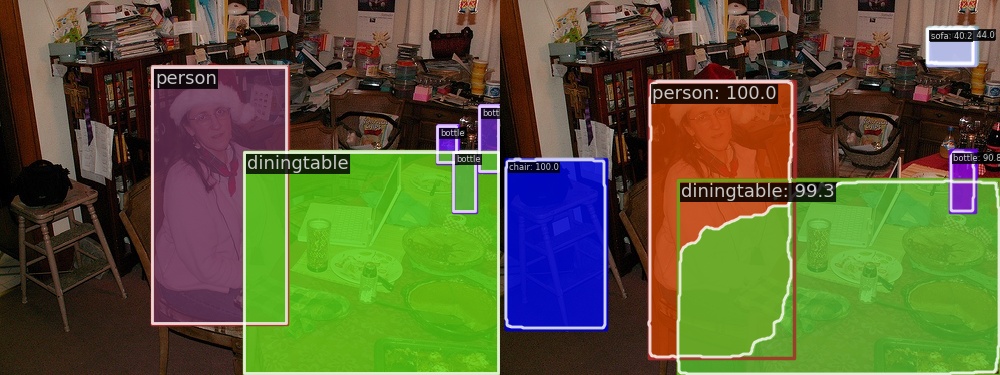 person
bottle
bott
bottle
diningtable
sofa: 40.2
44.0
person: 100.0
chair: 100.0
bottle: 90.8
diningtable: 99.3